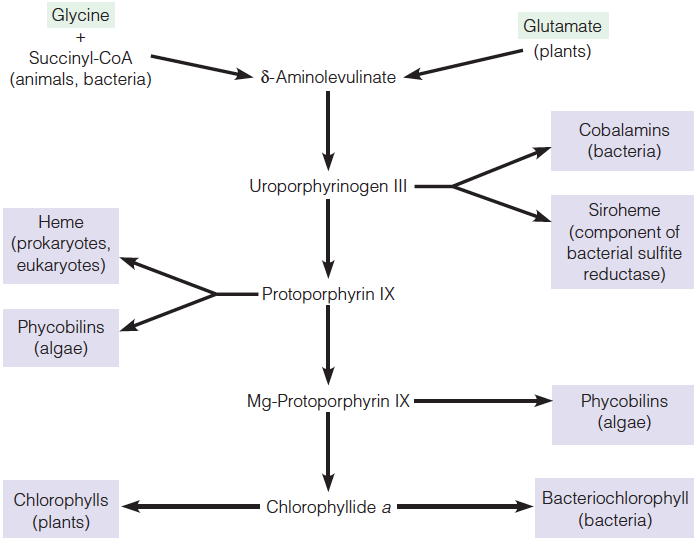 Glycine
+
Succinyl-CoA
(animals, bacteria)
Glutamate
(plants)
δ-Aminolevulinate
Cobalamins
(bacteria)
Uroporphyrinogen III
Siroheme
(component of
bacterial sulfite
reductase)
Heme
(prokaryotes,
eukaryotes)
Protoporphyrin IX
Phycobilins
(algae)
Mg-Protoporphyrin IX
Phycobilins
(algae)
Chlorophylls
(plants)
Chlorophyllide a
Bacteriochlorophyll
(bacteria)